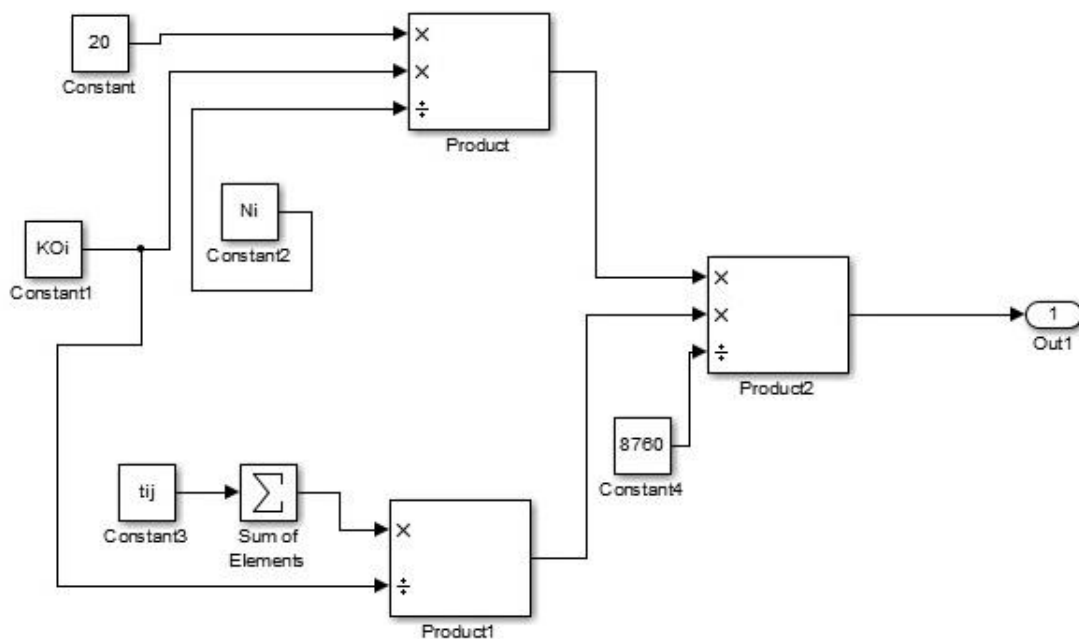 20
Constant
×
×
÷
Product
Ni
Constant2
KOi
Constant1
×
×
÷
Product2
1
Out1
8760
Constant4
tij
Constant3
Σ
Sum of
Elements
×
÷
Product1